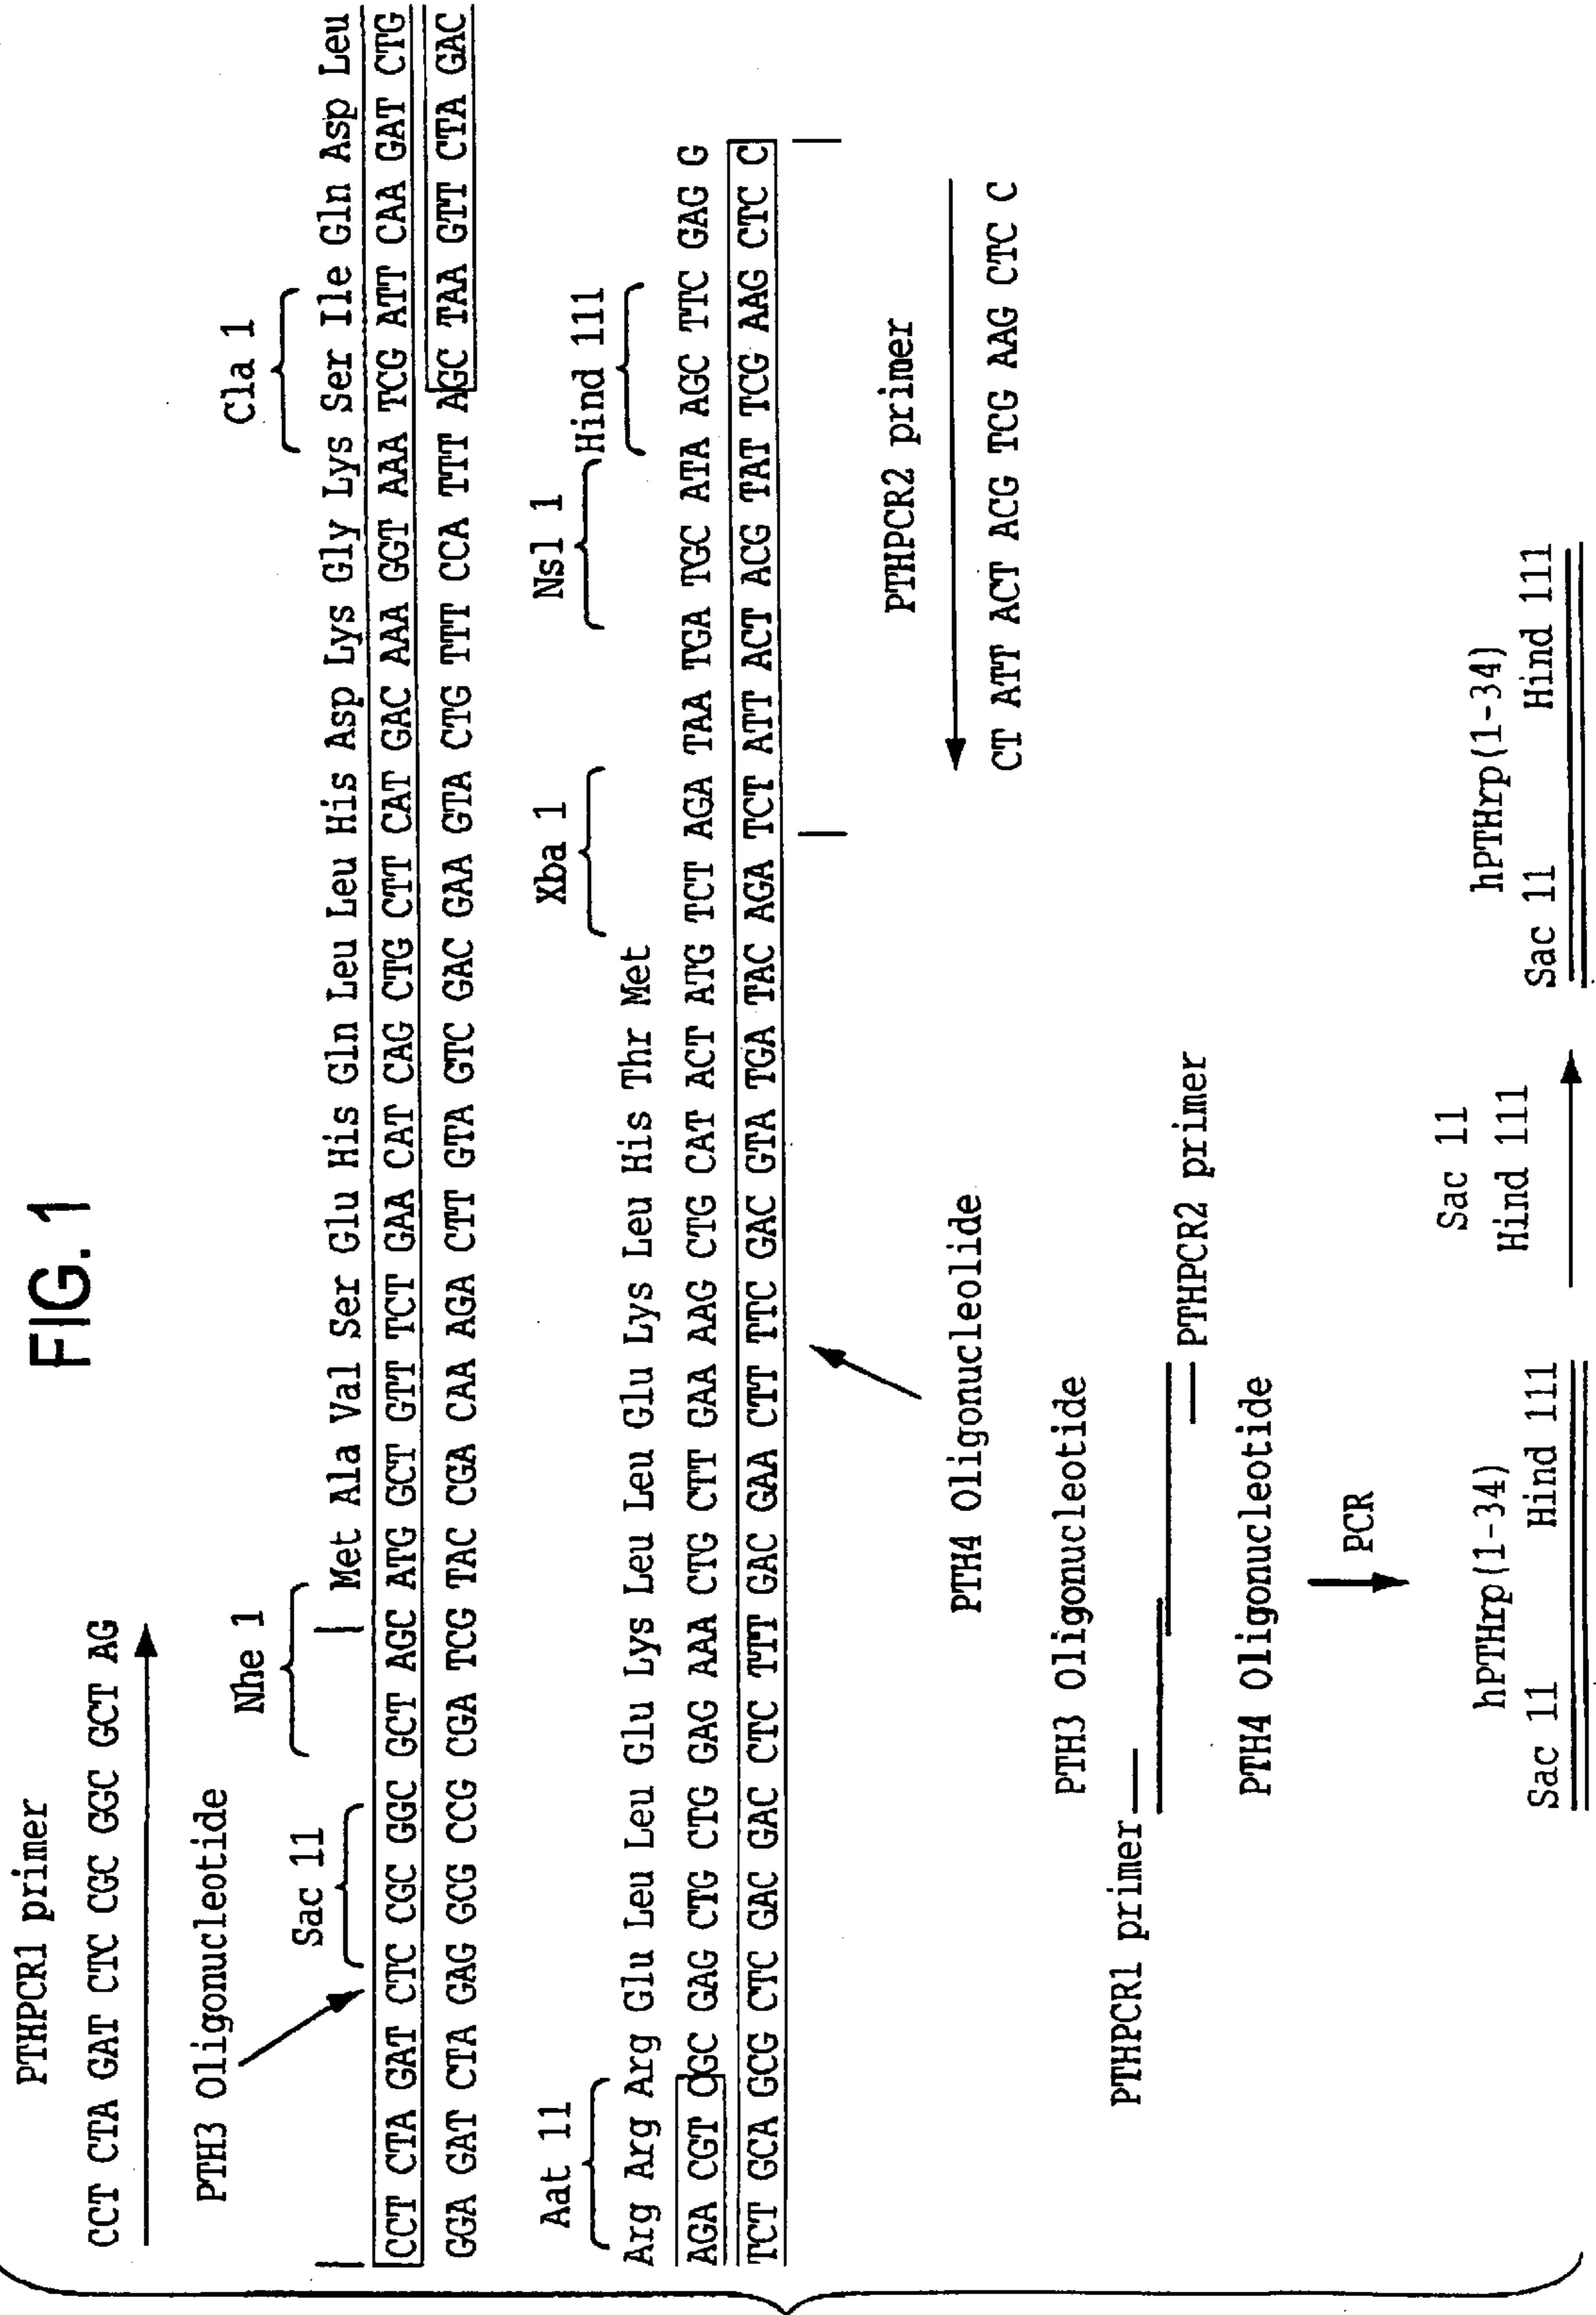 FIG. 1
PTHPCR1 primer
CCT CTA GAT CTC CGC GGC GCT AG
PTH3 Oligonucleotide
Sac 11
Nhe 1
Cla 1
Met Ala Val Ser Glu His Gln Leu Leu His Asp Lys Gly Lys Ser Ile Gln Asp Leu
CCT CTA GAT CTC CGC GGC GCT AGC ATG GCT GTT TCT GAA CAT CAG CTG CTT CAT GAC AAA GGT AAA TCG ATT CAA GAT CTG
GGA GAT CTA GAG GCG CCG CGA TCG TAC CGA CAA AGA CTT GTA GTC GAC GAA GTA CTG TTT CCA TTT AGC TAA GTT CTA GAC
Aat 11
Xba 1
Nsl 1
Hind 111
Arg Arg Arg Glu Leu Leu Glu Lys Leu Leu Glu Lys Leu His Thr Met
AGA CGT CGC GAG CTG CTG GAG AAA CTG CTT GAA AAG CTG CAT ACT ATG TCT AGA TAA TGA TGC ATA AGC TTC GAG G
TCT GCA GCG CTC GAC GAC CTC TTT GAC GAA CTT TTC GAC GTA TGA TAC AGA TCT ATT ACT ACG TAT TCG AAG CTC C
PTH4 Oligonucleolide
PTHPCR2 primer
CT ATT ACT ACG TCG AAG CTC C
PTH3 Oligonucleotide
PTHPCR1 primer
PTHPCR2 primer
PTH4 Oligonucleotide
PCR
hPTHrp(1-34)
Sac 11
Hind 111
Sac 11
Hind 111
hPTHrp(1-34)
Sac 11
Hind 111